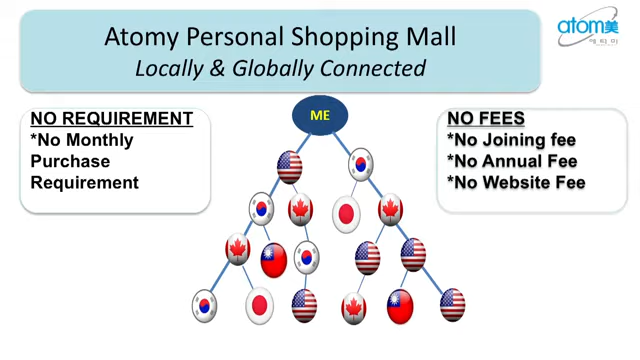 Atomy Personal Shopping Mall
Locally & Globally Connected
atom美
NO REQUIREMENT
*No Monthly
Purchase
Requirement
ME
NO FEES
*No Joining fee
*No Annual Fee
*No Website Fee